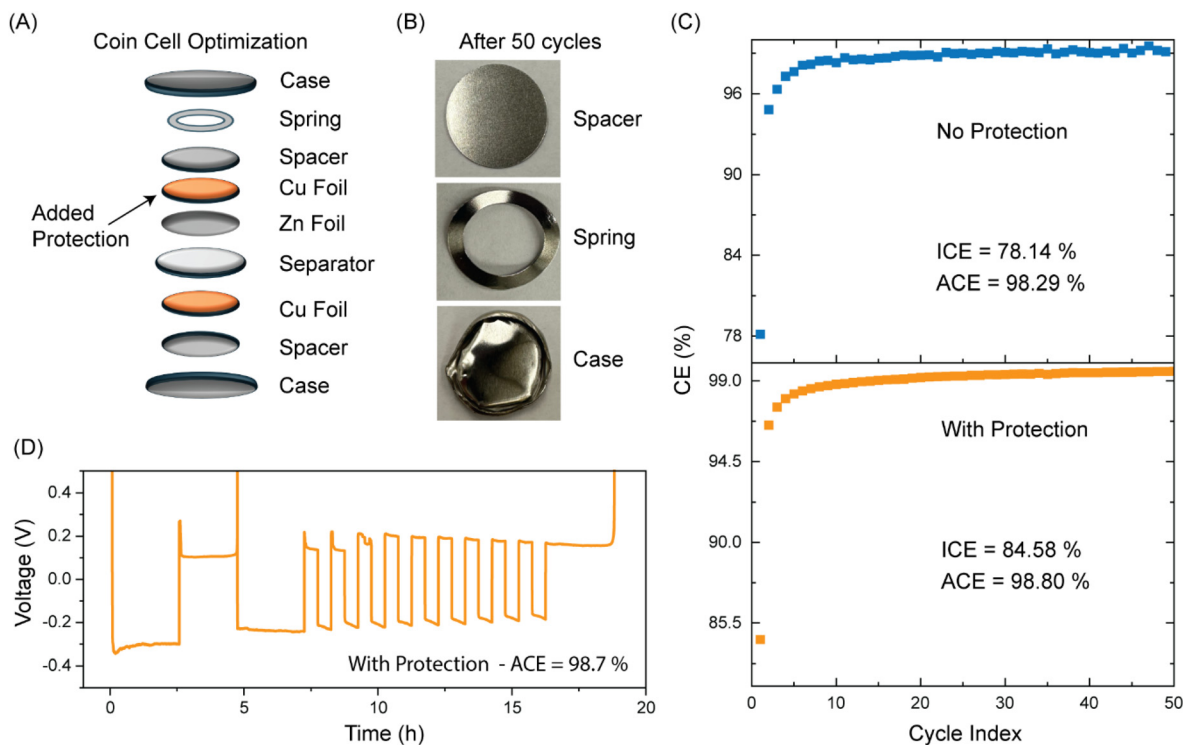 (A)
Coin Cell Optimization
Case
Spring
Spacer
Cu Foil
Added
Protection
Zn Foil
Separator
Cu Foil
Spacer
Case
(B)
After 50 cycles
Spacer
Spring
Case
(C)
96
90
84
78
No Protection
ICE = 78.14 %
ACE = 98.29 %
CE (%)
99.0
94.5
90.0
85.5
With Protection
ICE = 84.58 %
ACE = 98.80 %
0 10 20 30 40 50
Cycle Index
(D)
Voltage (V)
0.4
0.2
0.0
-0.2
-0.4
With Protection - ACE = 98.7 %
0 5 10 15 20
Time (h)